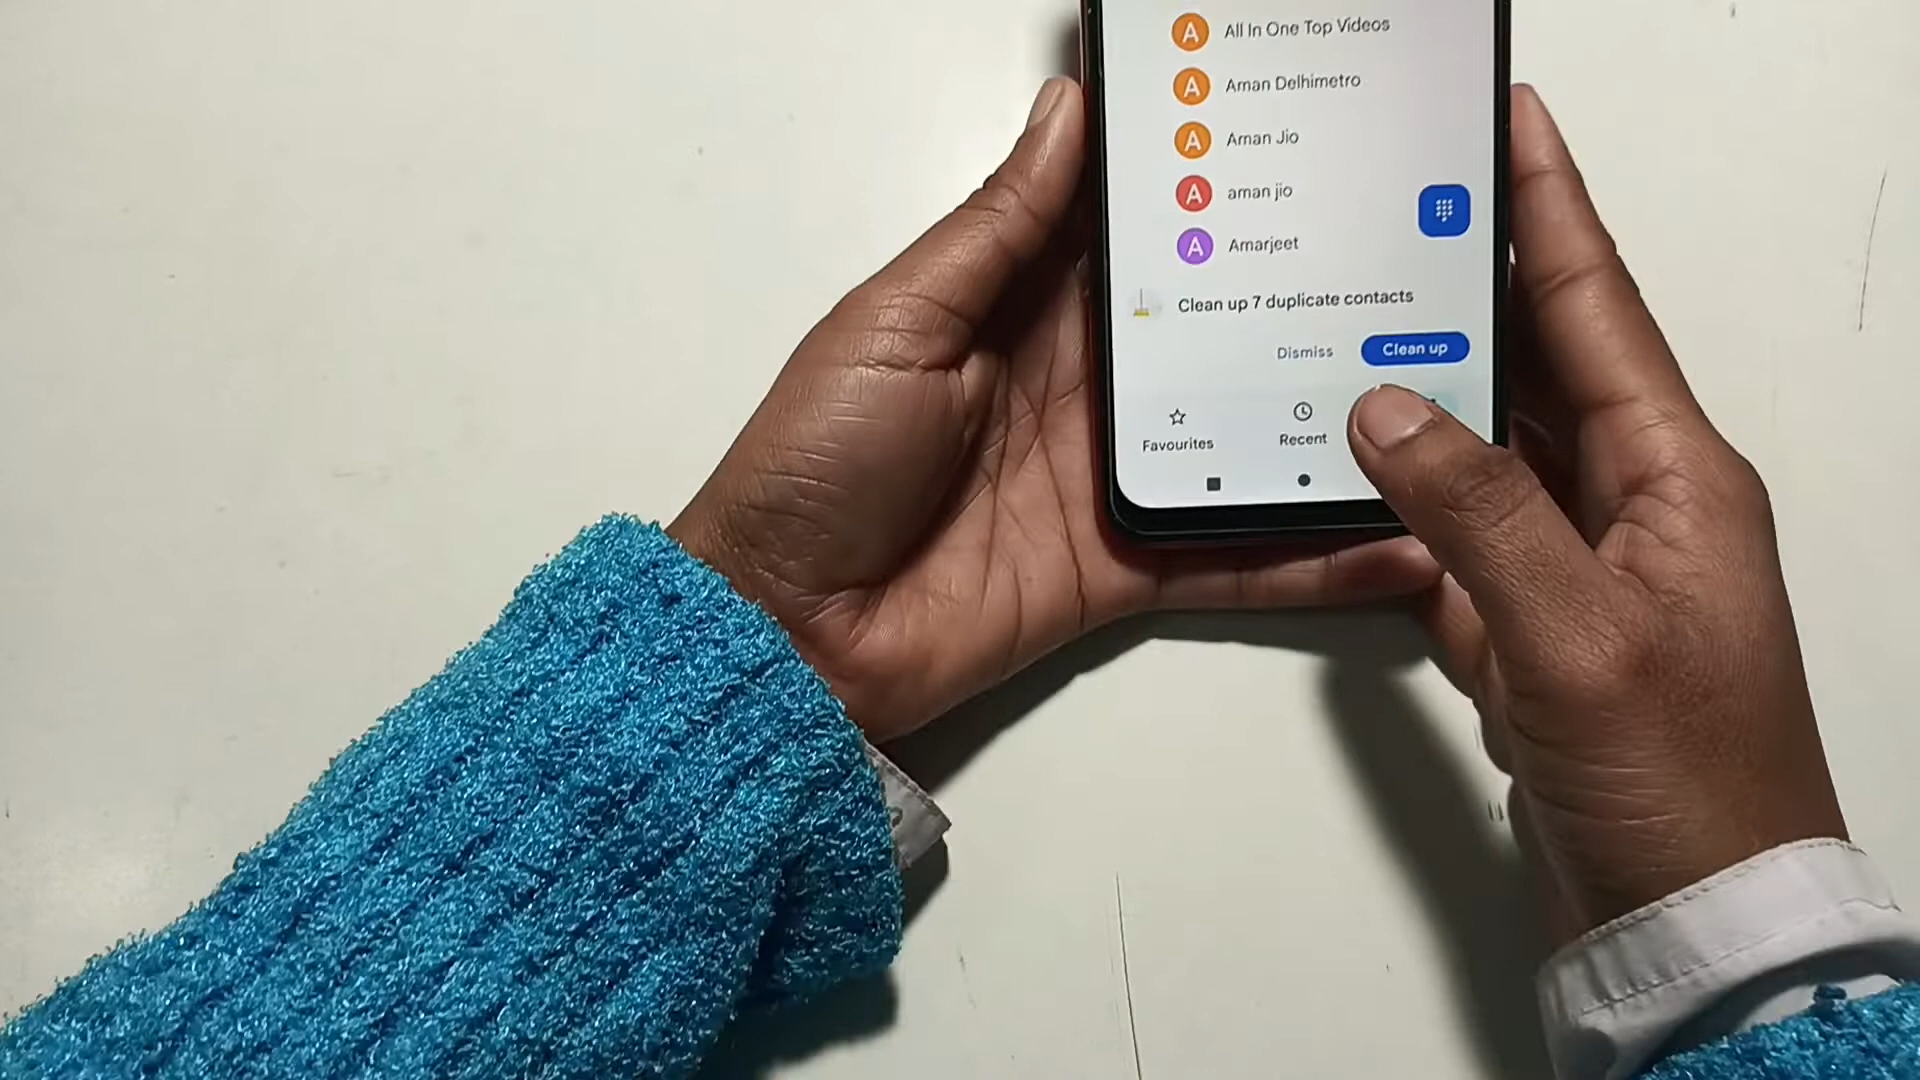 A All In One Top Videos
A Aman Delhimetro
A Aman Jio
A aman jio
A Amarjeet
Clean up 7 duplicate contacts
Dismiss Clean up
Favourites Recent